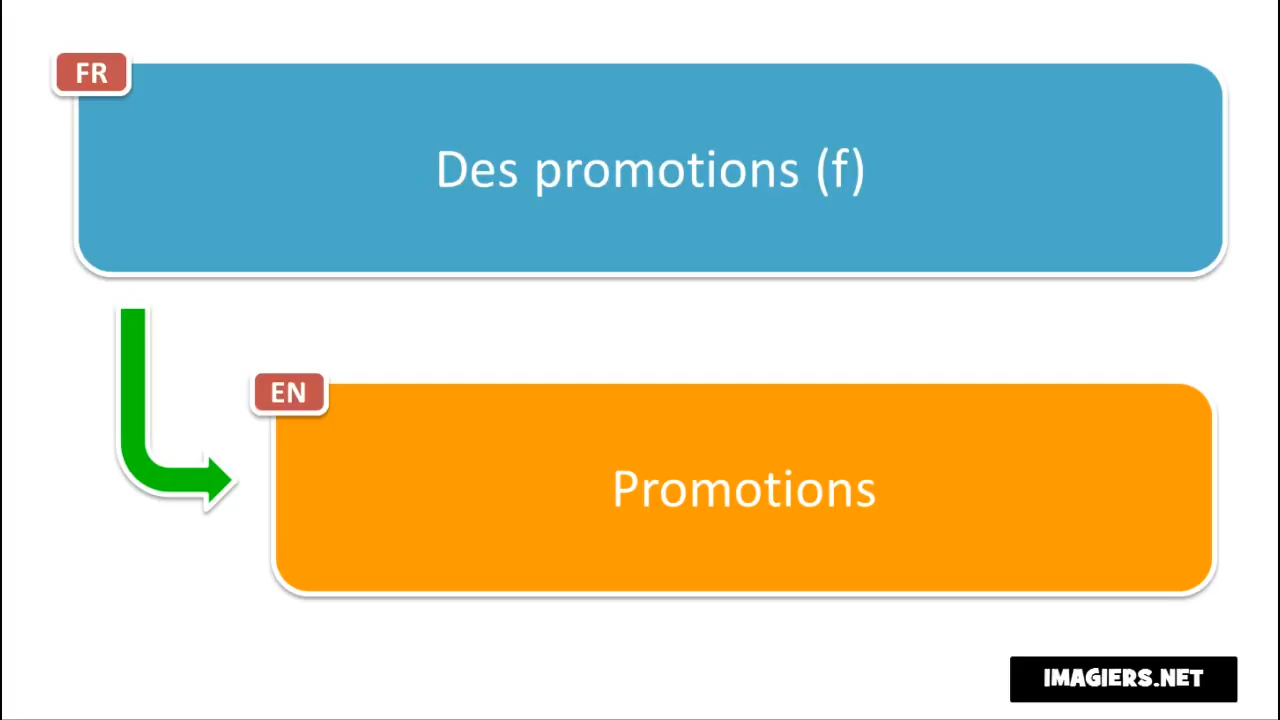 FR
Des promotions (f)
EN
Promotions
IMAGIERS.NET